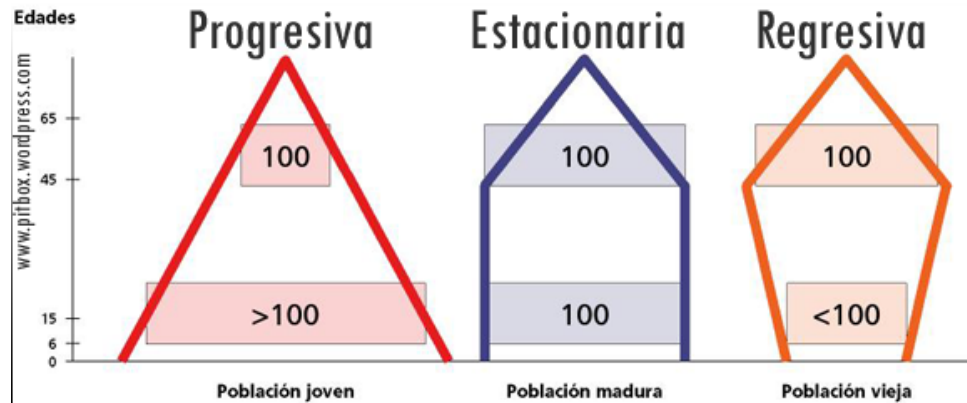 Edades
Progresiva
Estacionaria
Regresiva
www.pitbox.wordpress.com
65
45
15
6
0
100
100
100
>100
100
<100
Población joven
Población madura
Población vieja